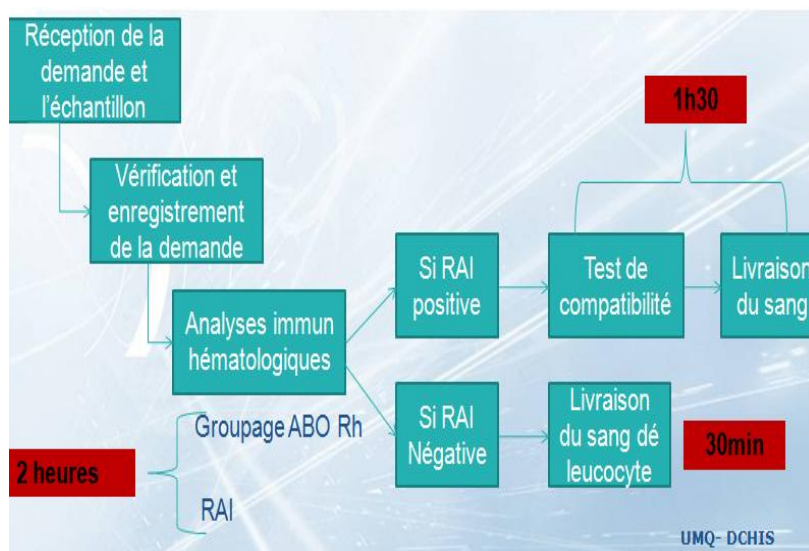 Réception de la
demande et
l'échantillon
1h30
Vérification et
enregistrement
de la demande
Si RAI
positive
Test de
compatibilité
Livraison
du sang
Analyses immun
hématologiques
Groupage ABO Rh
2 heures
RAI
Si RAI
Négative
Livraison
du sang dé
leucocyte
30min
UMQ- DCHIS